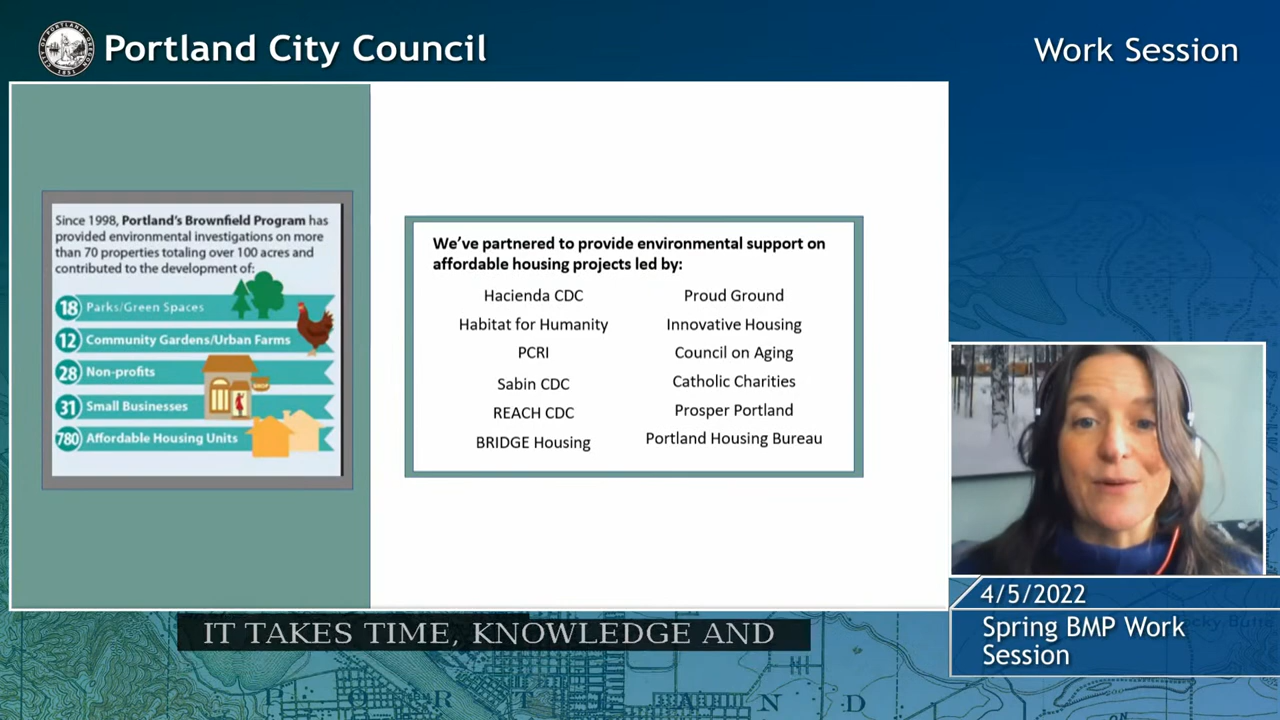 Portland City Council
Work Session
Since 1998, Portland's Brownfield Program has
provided environmental investigations on more
than 70 properties totaling over 100 acres and
contributed to the development of:
18 Parks/Green Spaces
12 Community Gardens/Urban Farms
28 Non-profits
SHOP
31 Small Businesses
780 Affordable Housing Units
We've partnered to provide environmental support on
affordable housing projects led by:
Hacienda CDC
Habitat for Humanity
PCRI
Sabin CDC
REACH CDC
BRIDGE Housing
Proud Ground
Innovative Housing
Council on Aging
Catholic Charities
Prosper Portland
Portland Housing Bureau
4/5/2022
Spring BMP Work
Session
IT TAKES TIME, KNOWLEDGE AND
P O R T L A N D